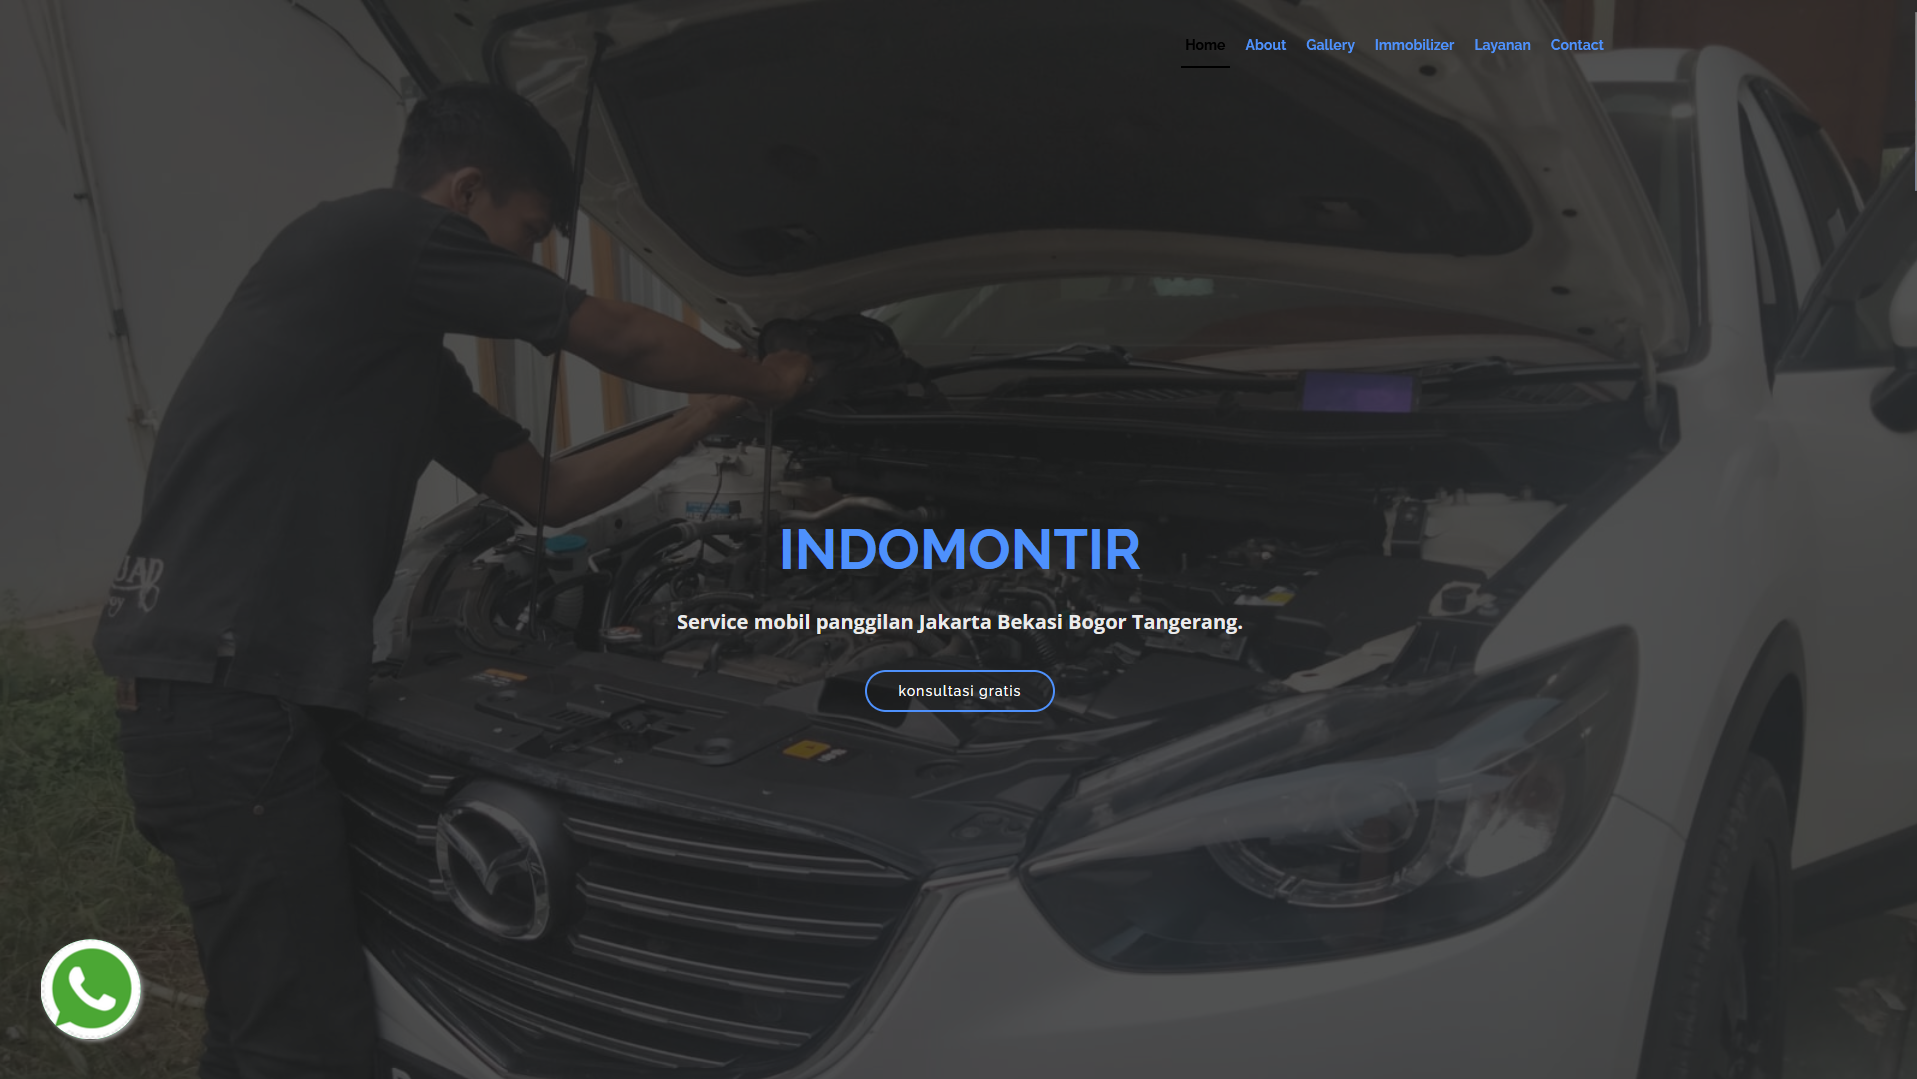 Home About Gallery Immobilizer Layanan Contact
INDOMONTIR
Service mobil panggilan Jakarta Bekasi Bogor Tangerang.
konsultasi gratis